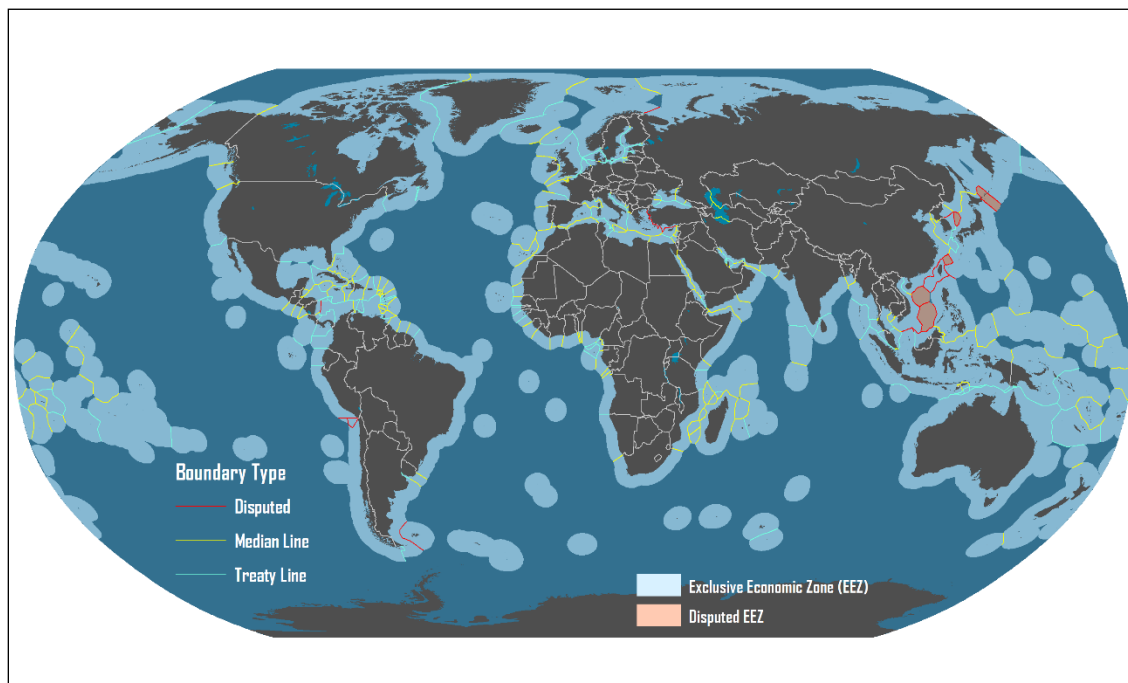 Boundary Type
Disputed
Median Line
Treaty Line
Exclusive Economic Zone (EEZ)
Disputed EEZ